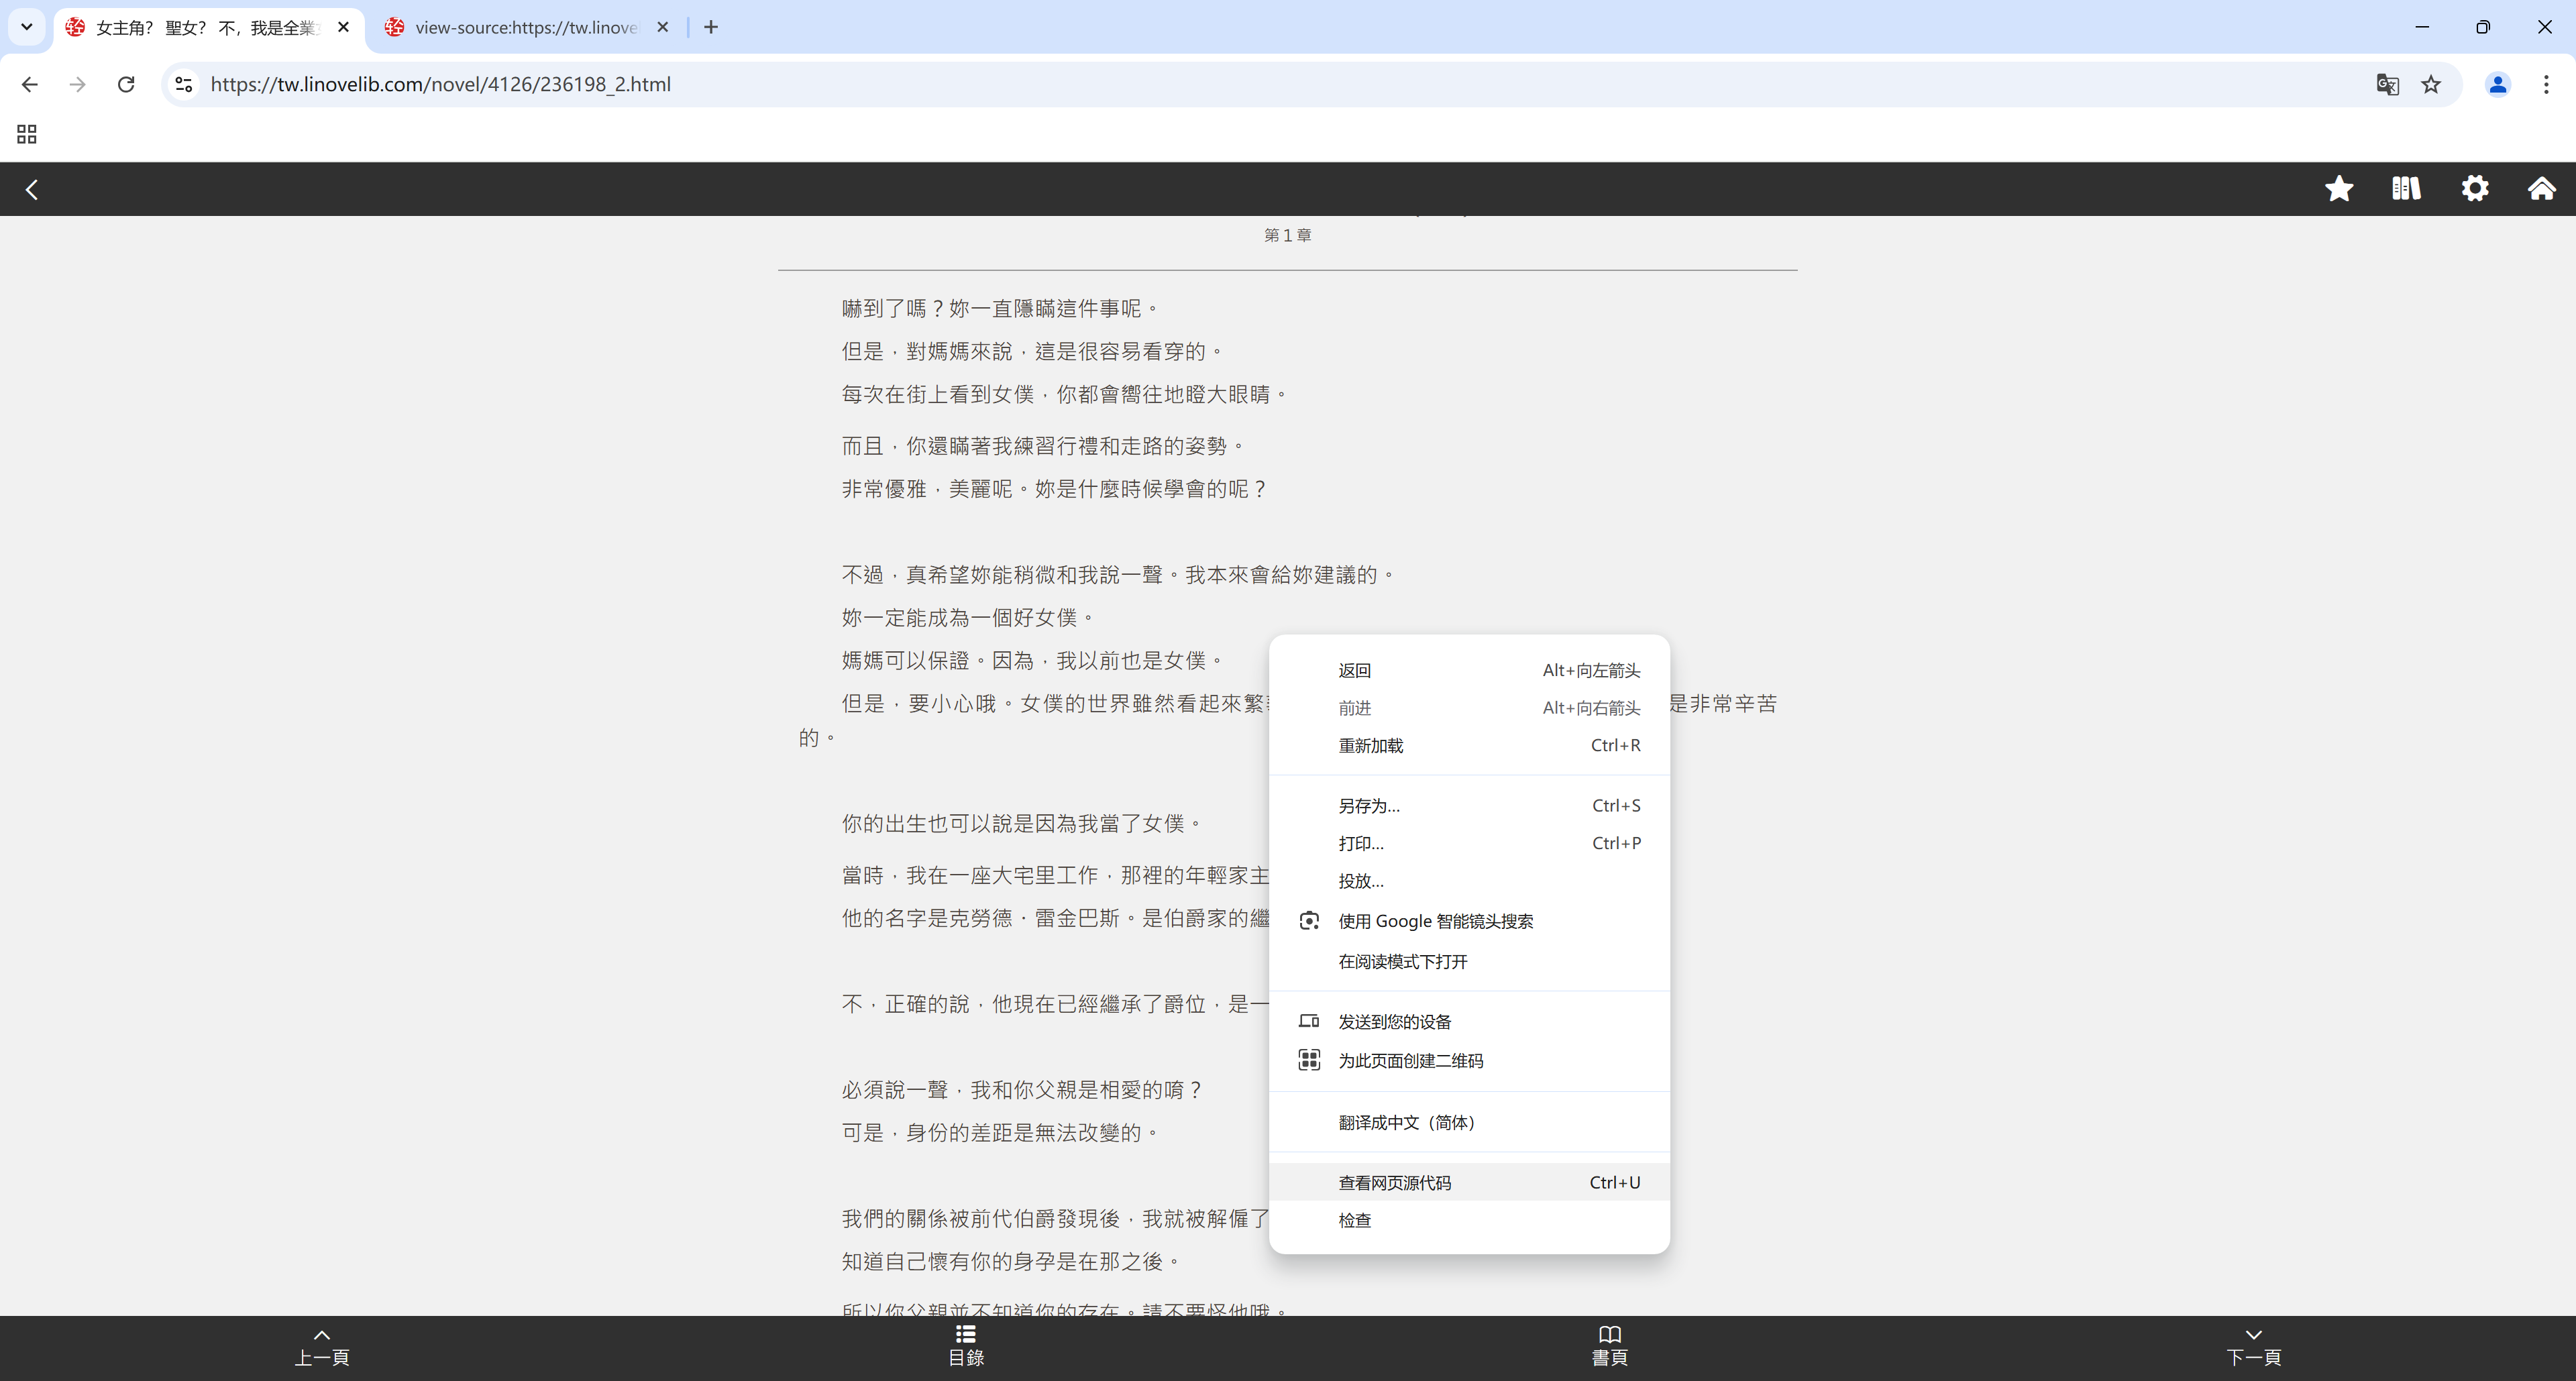 女主角？ 聖女？ 不，我是全業
view-source:https://tw.linove
https://tw.linovelib.com/novel/4126/236198_2.html
第1章
嚇到了嗎？妳一直隱瞞這件事呢。
但是，對媽媽來說，這是很容易看穿的。
每次在街上看到女僕，你都會嚮往地瞪大眼睛。
而且，你還瞞著我練習行禮和走路的姿勢。
非常優雅，美麗呢。妳是什麼時候學會的呢？
不過，真希望妳能稍微和我說一聲。我本來會給妳建議的。
妳一定能成為一個好女僕。
媽媽可以保證。因為，我以前也是女僕。
但是，要小心哦。女僕的世界雖然看起來繁 是非常辛苦
的。
你的出生也可以說是因為我當了女僕。
當時，我在一座大宅里工作，那裡的年輕家主
他的名字是克勞德·雷金巴斯。是伯爵家的繼
不，正確的說，他現在已經繼承了爵位，是一
必須說一聲，我和你父親是相愛的唷？
可是，身份的差距是無法改變的。
我們的關係被前代伯爵發現後，我就被解僱了
知道自己懷有你的身孕是在那之後。
所以你父親並不知道你的存在。請不要怪他哦。
返回 Alt+向左箭头
前进 Alt+向右箭头
重新加载 Ctrl+R
另存为... Ctrl+S
打印... Ctrl+P
投放...
使用 Google 智能镜头搜索
在阅读模式下打开
发送到您的设备
为此页面创建二维码
翻译成中文（简体）
查看网页源代码 Ctrl+U
检查
上一頁
目錄
書頁
下一頁